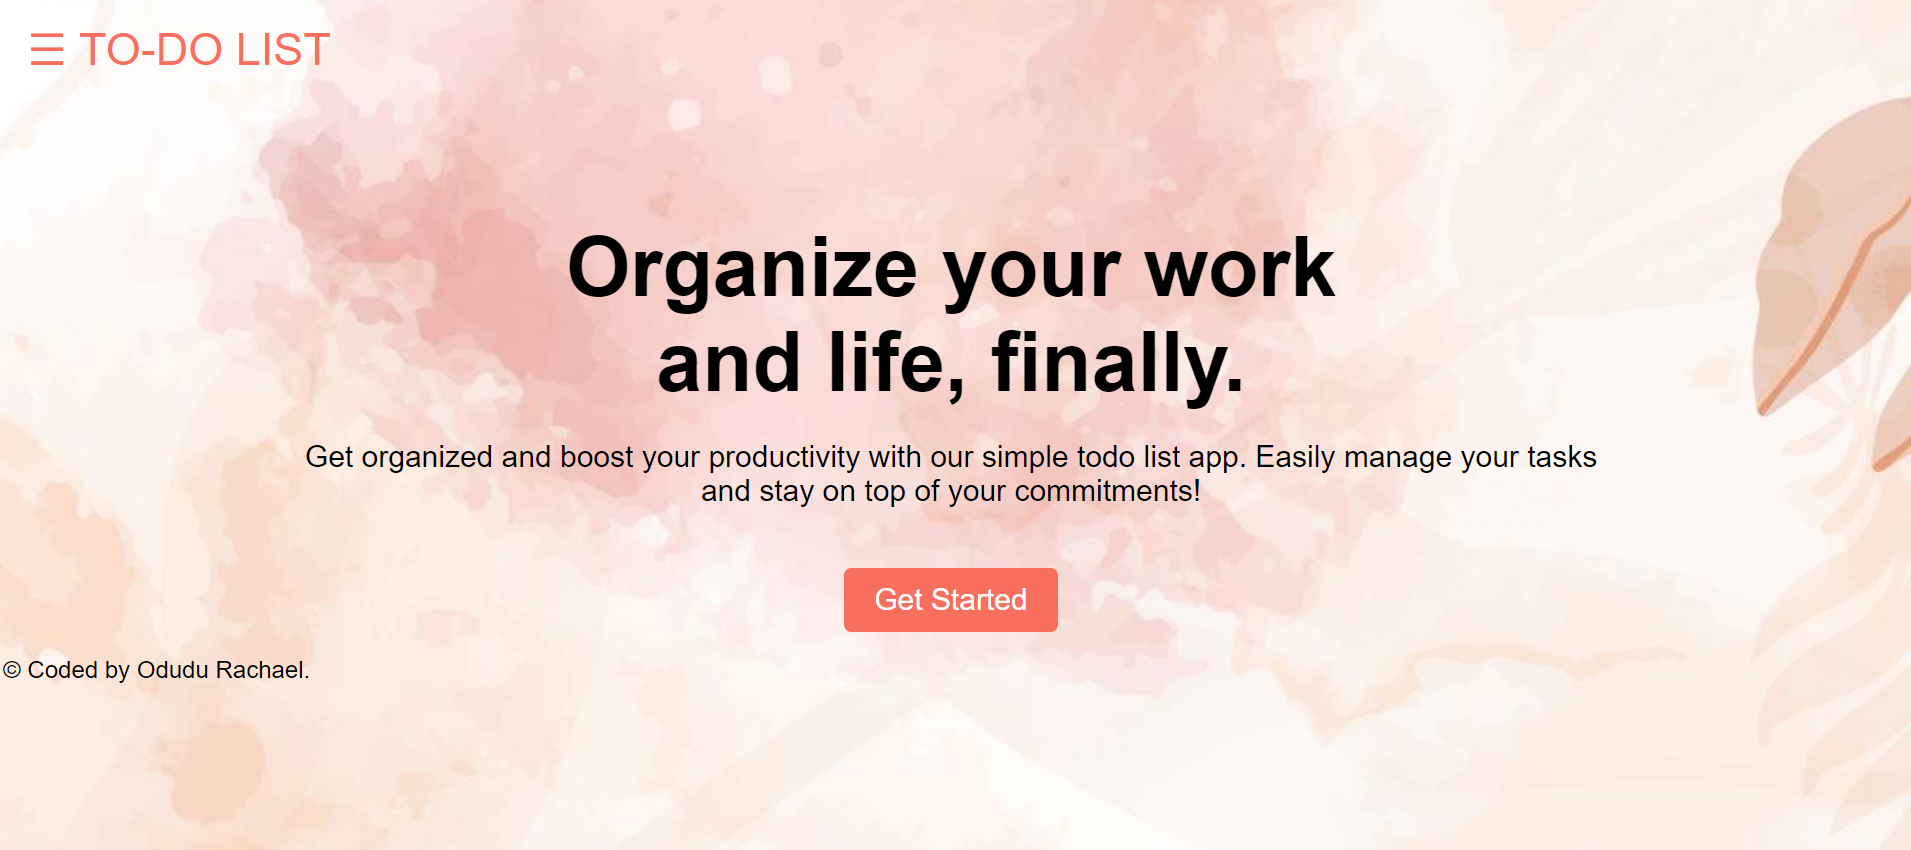 ☰ TO-DO LIST
Organize your work
and life, finally.
Get organized and boost your productivity with our simple todo list app. Easily manage your tasks
and stay on top of your commitments!
Get Started
© Coded by Odudu Rachael.